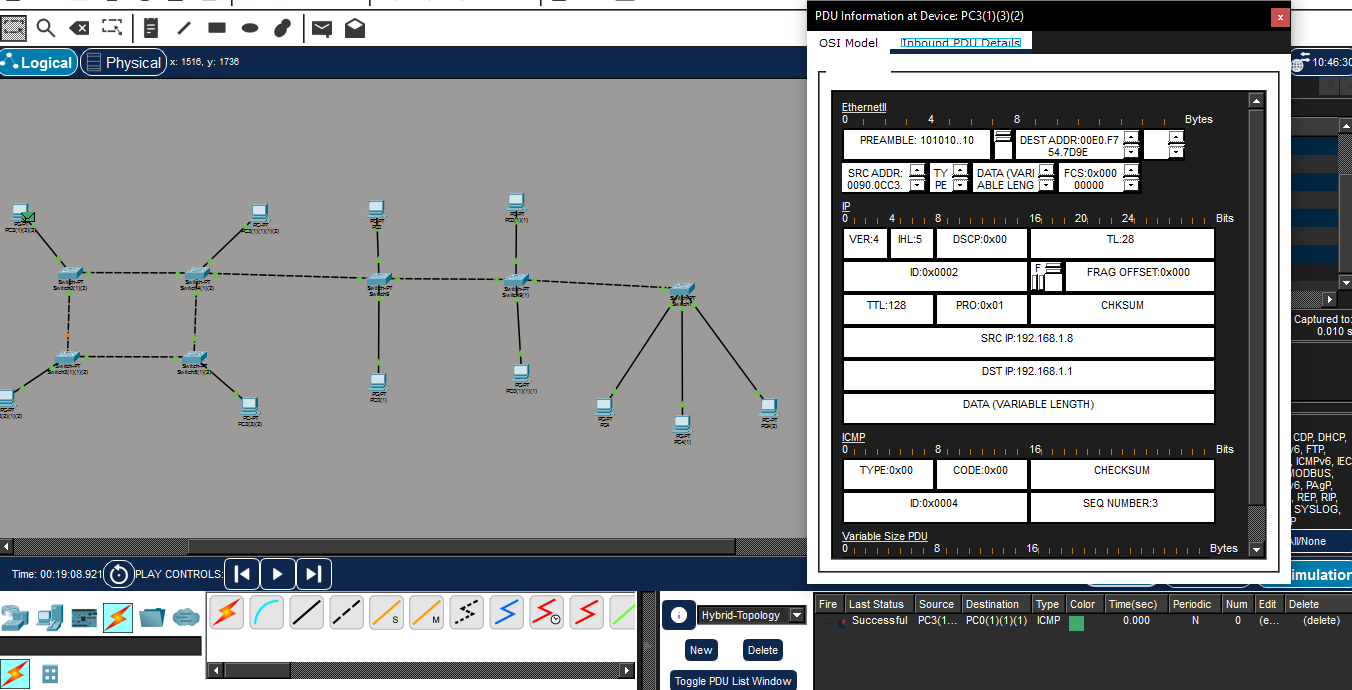 PDU Information at Device: PC3(1)(3)(2)
x
OSI Model Inbound PDU Details
Logical Physical x: 1516, y: 1736
10:46:30
EthernetII
0 4 8 Bytes
PREAMBLE: 101010..10
DEST ADDR:00E0.F7
54.7D9E
SRC ADDR:
0090.0CC3.
TY
PE
DATA (VARI
ABLE LENG
FCS:0x000
00000
IP
0 4 8 16 20 24 Bits
VER:4 IHL:5 DSCP:0x00 TL:28
ID:0x0002 F FRAG OFFSET:0x000
TTL:128 PRO:0x01 CHKSUM
SRC IP:192.168.1.8
DST IP:192.168.1.1
DATA (VARIABLE LENGTH)
ICMP
0 8 16 Bits
TYPE:0x00 CODE:0x00 CHECKSUM
ID:0x0004 SEQ NUMBER:3
Variable Size PDU
0 8 16 Bytes
Captured to:
0.010 s
CDP, DHCP,
v6, FTP,
, ICMPv6, IEC
MODBUS,
v6, PAgP,
, REP, RIP,
, SYSLOG,
P
All/None
imulation
Time: 00:19:08.921 PLAY CONTROLS:
S M
Hybrid-Topology
New Delete
Toggle PDU List Window
Fire Last Status Source Destination Type Color Time(sec) Periodic Num Edit Delete
Successful PC3(1... PC0(1)(1)(1) ICMP 0.000 N 0 (e... (delete)